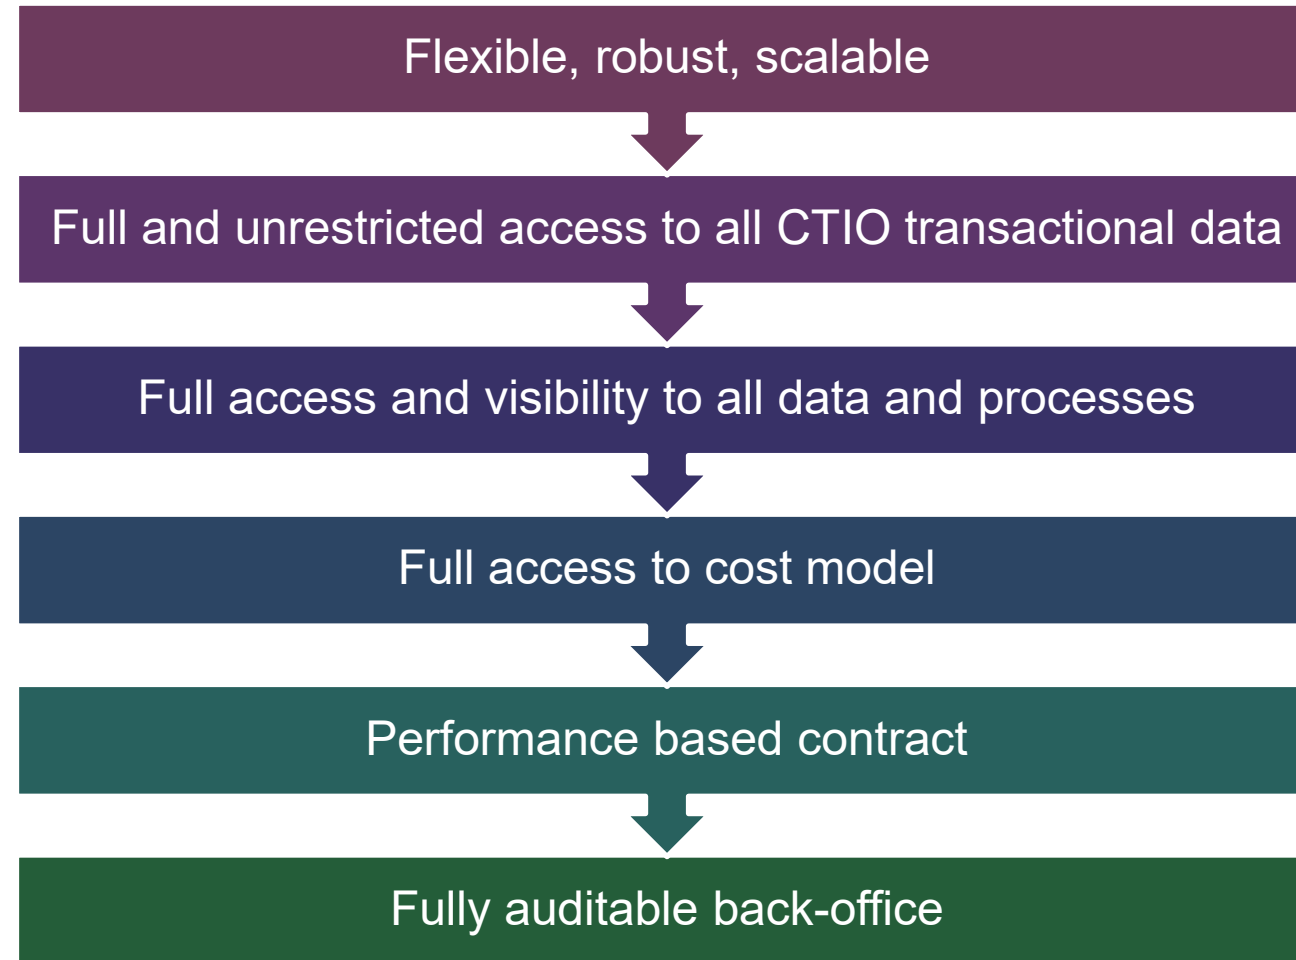 Flexible, robust, scalable
Full and unrestricted access to all CTIO transactional data
Full access and visibility to all data and processes
Full access to cost model
Performance based contract
Fully auditable back-office